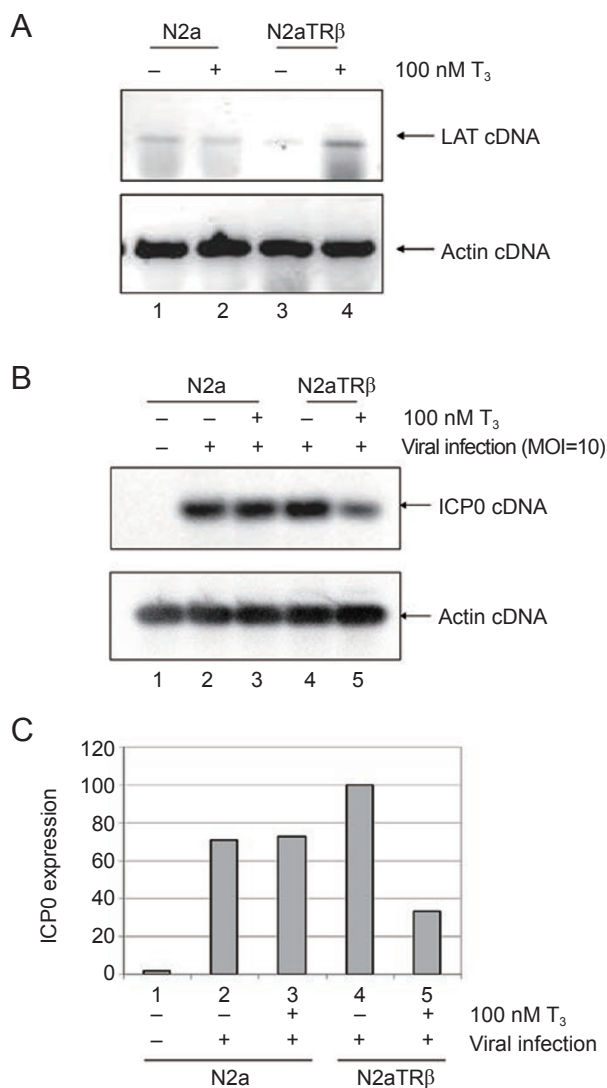 A
N2a N2aTRβ
– + – + 100 nM T3
LAT cDNA
Actin cDNA
1 2 3 4
B
N2a N2aTRβ
– – + – + 100 nM T3
– + + + + Viral infection (MOI=10)
ICP0 cDNA
Actin cDNA
1 2 3 4 5
C
120
100
80
60
40
20
0
ICP0 expression
1 2 3 4 5
– – + – + 100 nM T3
– + + + + Viral infection
N2a N2aTRβ